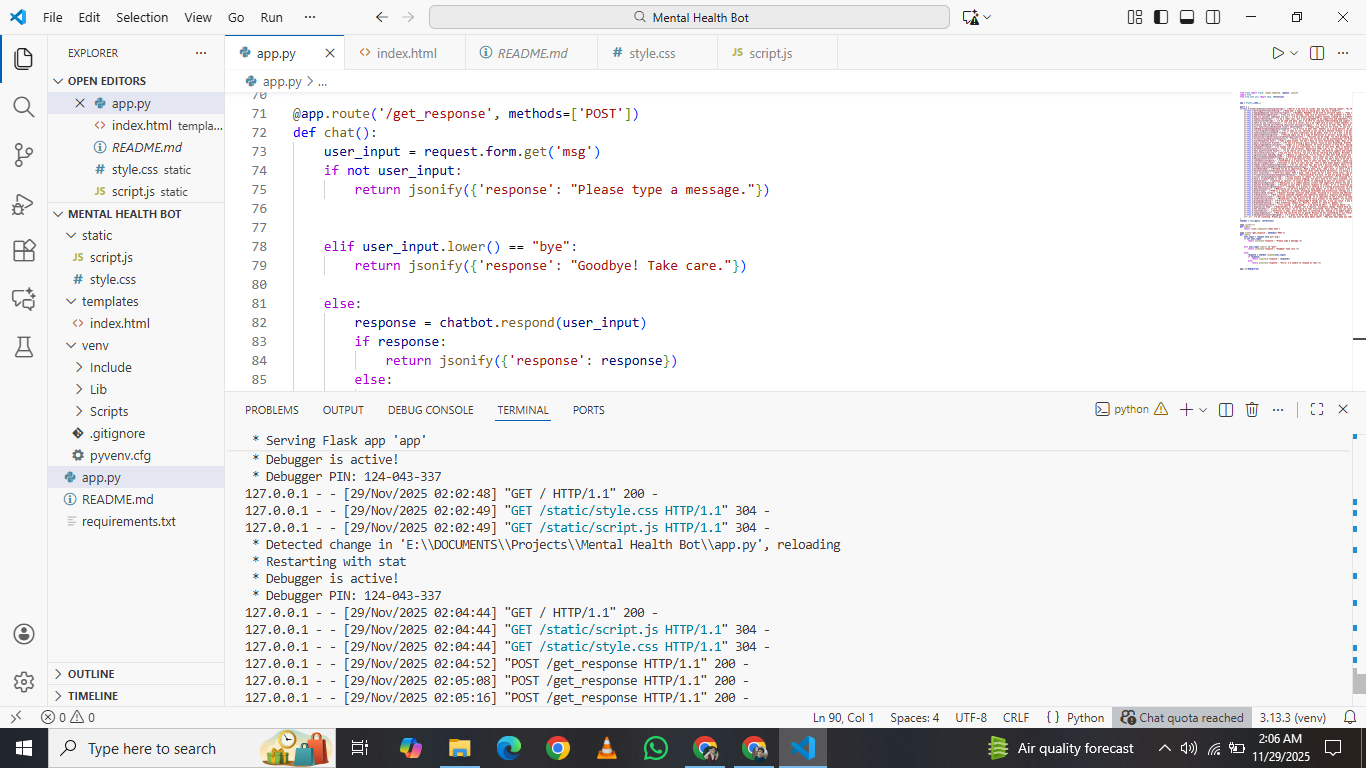 File Edit Selection View Go Run ··· Mental Health Bot
EXPLORER
OPEN EDITORS
app.py
index.html templa...
README.md
style.css static
script.js static
MENTAL HEALTH BOT
static
script.js
style.css
templates
index.html
venv
Include
Lib
Scripts
.gitignore
pyvenv.cfg
app.py
README.md
requirements.txt
OUTLINE
TIMELINE
app.py index.html README.md style.css script.js
app.py > ...
70
71 @app.route('/get_response', methods=['POST'])
72 def chat():
73 user_input = request.form.get('msg')
74 if not user_input:
75 return jsonify({'response': "Please type a message."})
76
77
78 elif user_input.lower() == "bye":
79 return jsonify({'response': "Goodbye! Take care."})
80
81 else:
82 response = chatbot.respond(user_input)
83 if response:
84 return jsonify({'response': response})
85 else:
PROBLEMS OUTPUT DEBUG CONSOLE TERMINAL PORTS python
* Serving Flask app 'app'
* Debugger is active!
* Debugger PIN: 124-043-337
127.0.0.1 - - [29/Nov/2025 02:02:48] "GET / HTTP/1.1" 200 -
127.0.0.1 - - [29/Nov/2025 02:02:49] "GET /static/style.css HTTP/1.1" 304 -
127.0.0.1 - - [29/Nov/2025 02:02:49] "GET /static/script.js HTTP/1.1" 304 -
* Detected change in 'E:\\DOCUMENTS\\Projects\\Mental Health Bot\\app.py', reloading
* Restarting with stat
* Debugger is active!
* Debugger PIN: 124-043-337
127.0.0.1 - - [29/Nov/2025 02:04:44] "GET / HTTP/1.1" 200 -
127.0.0.1 - - [29/Nov/2025 02:04:44] "GET /static/script.js HTTP/1.1" 304 -
127.0.0.1 - - [29/Nov/2025 02:04:44] "GET /static/style.css HTTP/1.1" 304 -
127.0.0.1 - - [29/Nov/2025 02:04:52] "POST /get_response HTTP/1.1" 200 -
127.0.0.1 - - [29/Nov/2025 02:05:08] "POST /get_response HTTP/1.1" 200 -
127.0.0.1 - - [29/Nov/2025 02:05:16] "POST /get_response HTTP/1.1" 200 -
0 0 Ln 90, Col 1 Spaces: 4 UTF-8 CRLF { } Python Chat quota reached 3.13.3 (venv)
Type here to search Air quality forecast 2:06 AM
11/29/2025